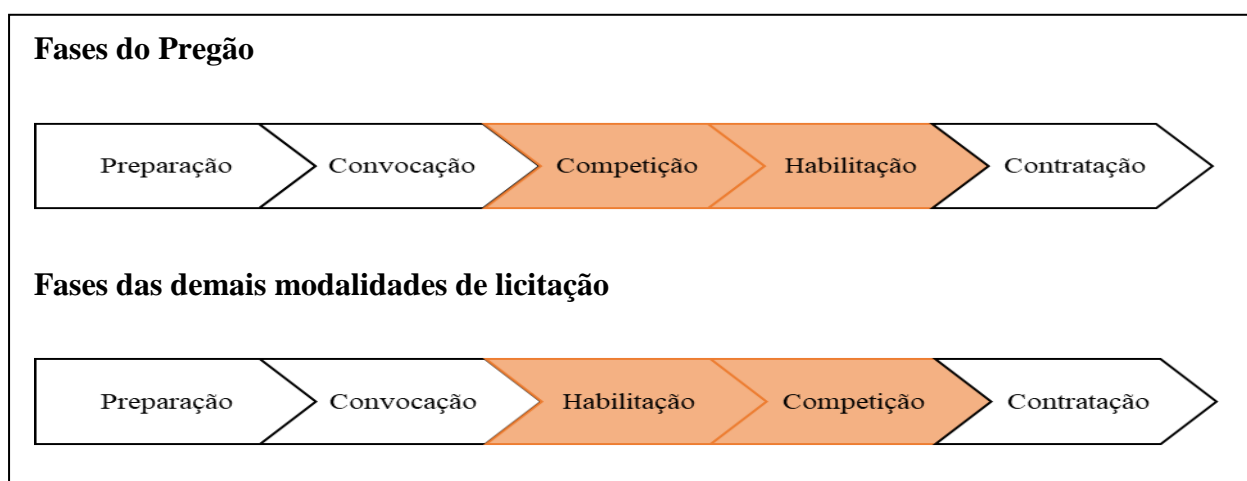 Fases do Pregão
Preparação Convocação Competição Habilitação Contratação
Fases das demais modalidades de licitação
Preparação Convocação Habilitação Competição Contratação